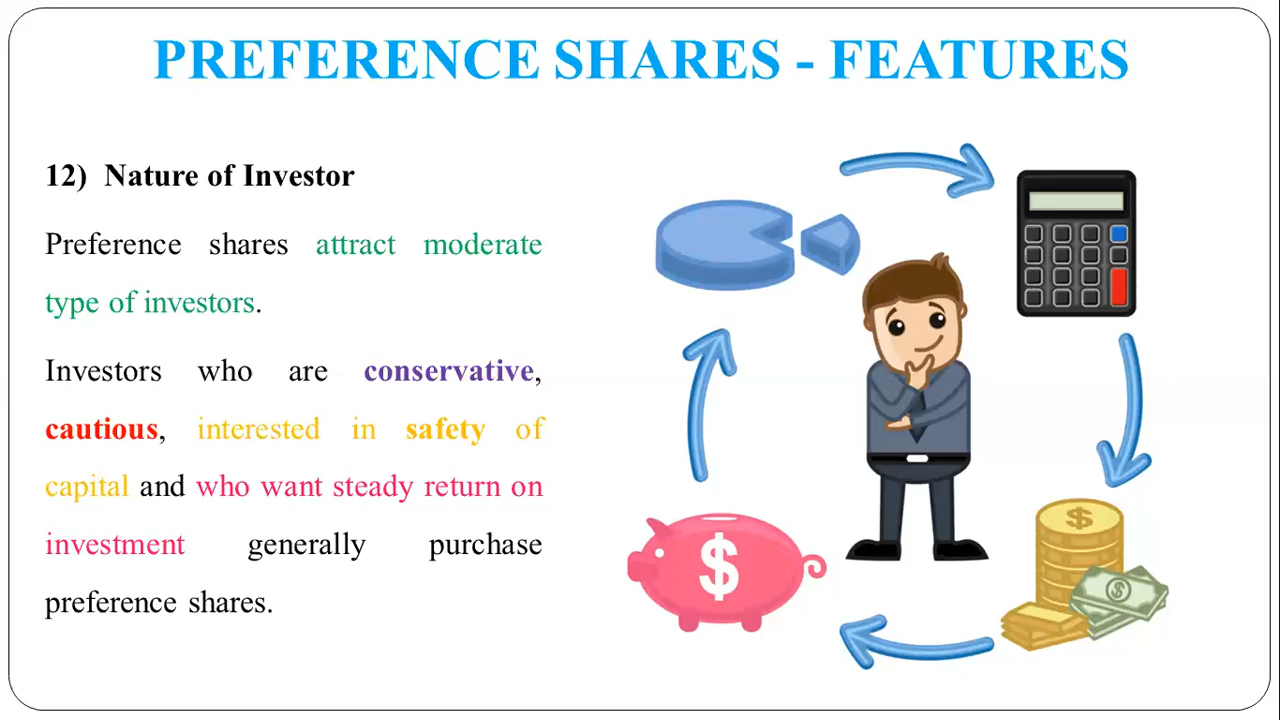 PREFERENCE SHARES - FEATURES
12) Nature of Investor
Preference shares attract moderate
type of investors.
Investors who are conservative,
cautious, interested in safety of
capital and who want steady return on
investment generally purchase
preference shares.
$
$
$